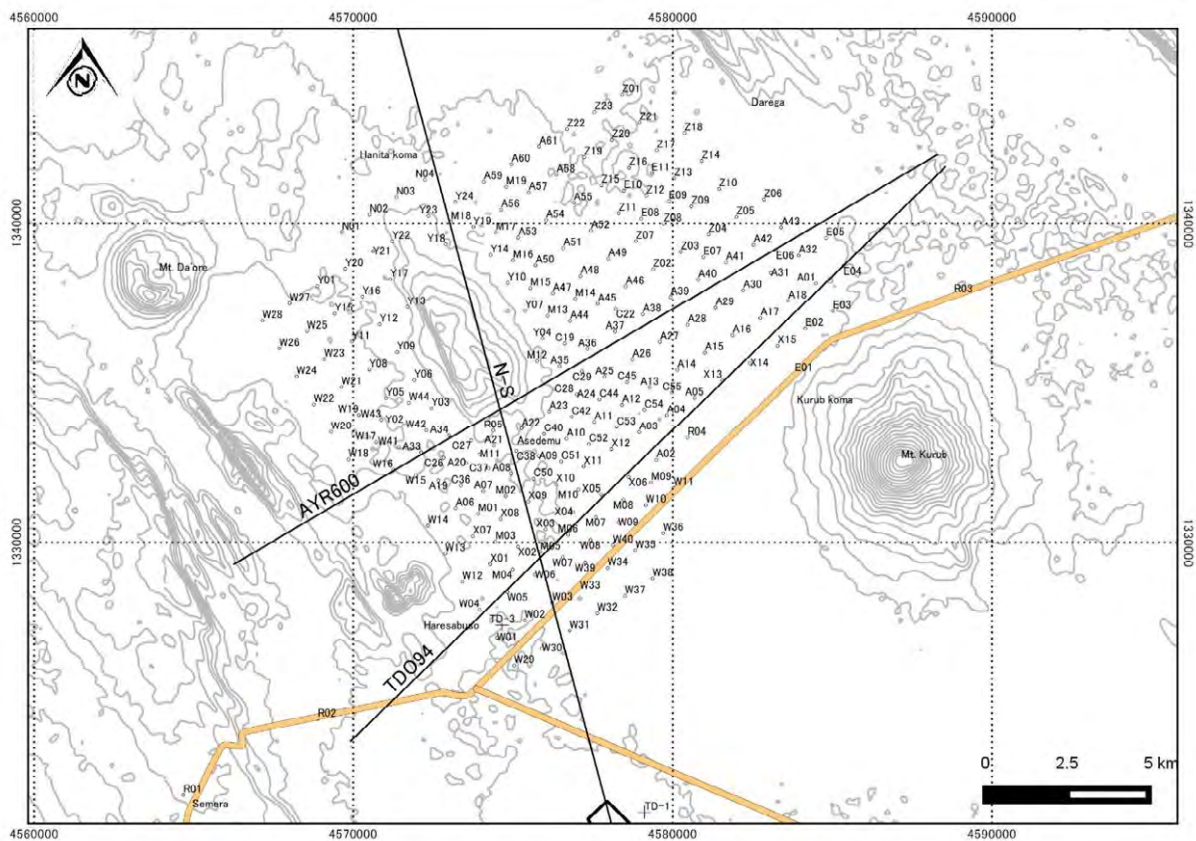 4560000 4570000 4580000 4590000
N
Z01
Darega
Z23
Z22 Z21
Z18
A61 Z20
Hanita koma Z19 Z17
A60 A58 Z16 E11 Z14
N04 A59 M19 Z15 Z13
N03 A57 E10 Z12 Z10
Y24 A56 A55 E09 Z09 Z06
N02 Y23 M18 Y19 A54 Z11 E08 Z08 Z05
1340000 1340000
N01 M17 A53 A52 Z04 A43 E05
Y22 Y18 Z07 A42
Y21 Y14 M16 A51 Z03 E07 E06 A32
Mt. Da'ore Y20 A50 A49 Z02 A41 E04
Y01 Y17 Y10 A48 A40 A31 A01
W27 Y16 M15 A47 A46 R03
Y15 Y13 M14 A45 A39 A30 A18
W28 Y07 M13 A44 C22 A38 A29 E03
W25 Y12 A37 A28 A17 E02
W26 Y11 Y04 C19 A36 A27 A16
W23 Y09 M12 A35 A26 A15 X15
W24 Y08 N-S C29 A25 C45 A14 X14 E01
W21 Y06 C28 A24 C44 A13 C55 X13
W22 Y05 W44 Y03 A23 C42 A12 C54 A05 Kurub koma
W19 W43 Y02 W42 A22 A11 C53 A04
W20 A34 R05 C40 A10 A03 R04
W17 W41 A33 C27 A21 Asedemu C52 X12
W18 M11 C38 A09 C51 A02 Mt. Kurub
W16 C26 A20 C37 A08 C50 X11
W15 A19 C36 X10 M09
AYR600 A07 M02 X09 M10 X05 X06 W11
A06 M01 X04 M08 W10
W14 X08 X03 M07 W09
1330000 X07 M03 M06 W40 W36 1330000
W13 M05 W08 W35
X01 X02 W07 W39 W34
M04 W06 W38
W12 W05 W33 W37
W04 W03 W32
Haresabuso TD-3 W02
W01 W31
TDO94 W30
W29
R02
0 2.5 5 km
R01
Semera TD-1
4560000 4570000 4580000 4590000